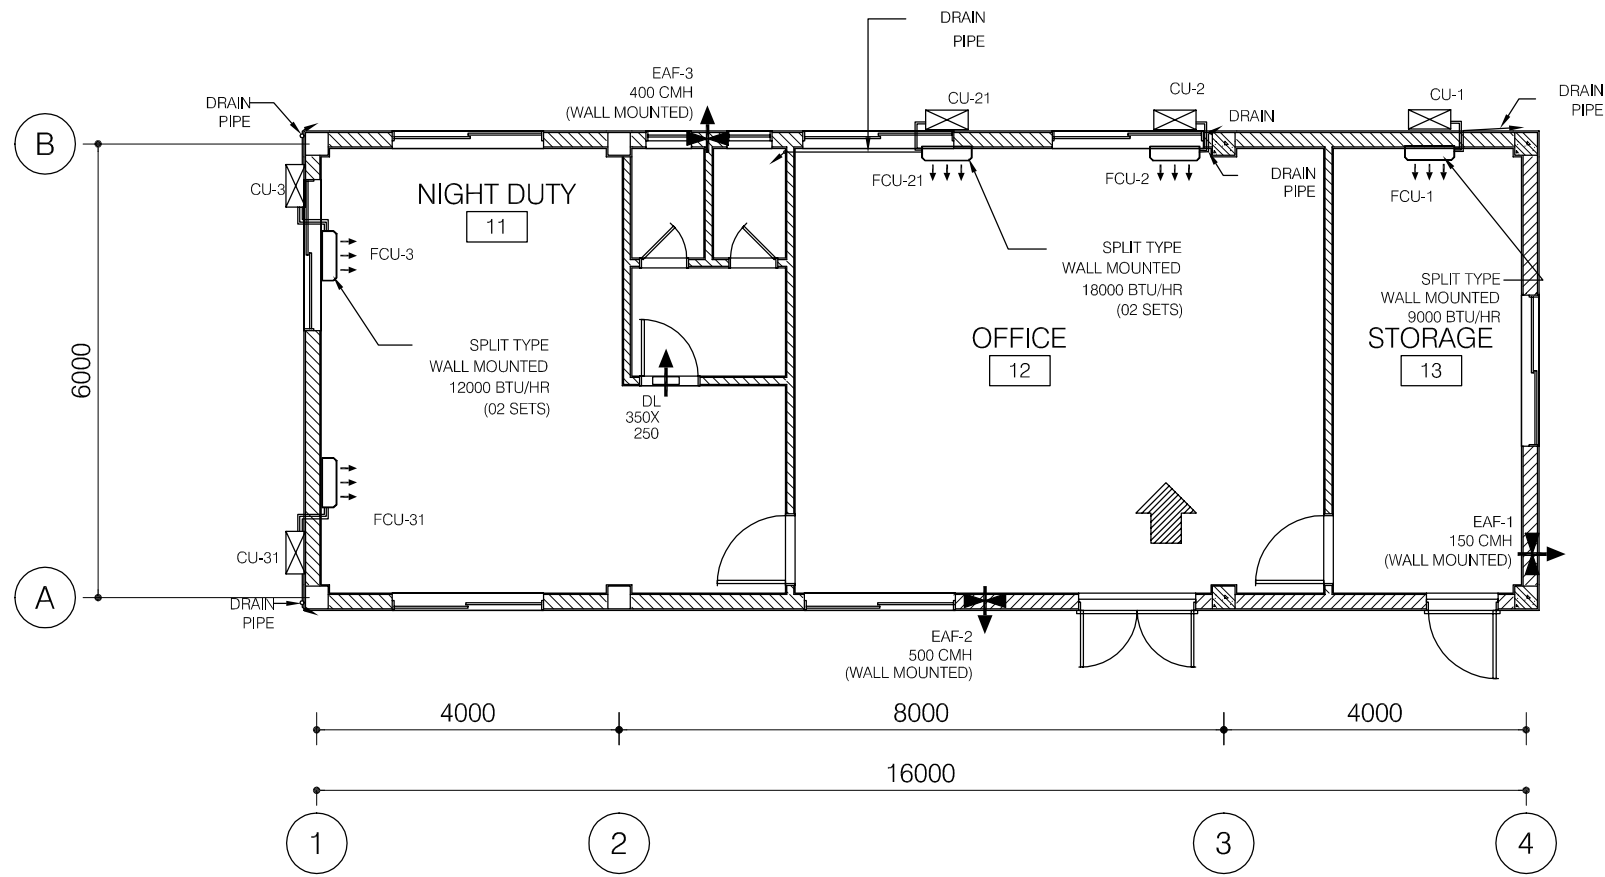 DRAIN
PIPE
EAF-3
400 CMH
(WALL MOUNTED)
DRAIN
PIPE
CU-21
CU-2
DRAIN
CU-1
DRAIN
PIPE
B
CU-3
NIGHT DUTY
11
FCU-3
FCU-21
FCU-2
DRAIN
PIPE
FCU-1
SPLIT TYPE
WALL MOUNTED
18000 BTU/HR
(02 SETS)
SPLIT TYPE
WALL MOUNTED
9000 BTU/HR
SPLIT TYPE
WALL MOUNTED
12000 BTU/HR
(02 SETS)
OFFICE
12
STORAGE
13
6000
DL
350X
250
FCU-31
CU-31
EAF-1
150 CMH
(WALL MOUNTED)
A
DRAIN
PIPE
EAF-2
500 CMH
(WALL MOUNTED)
4000
8000
4000
16000
1
2
3
4